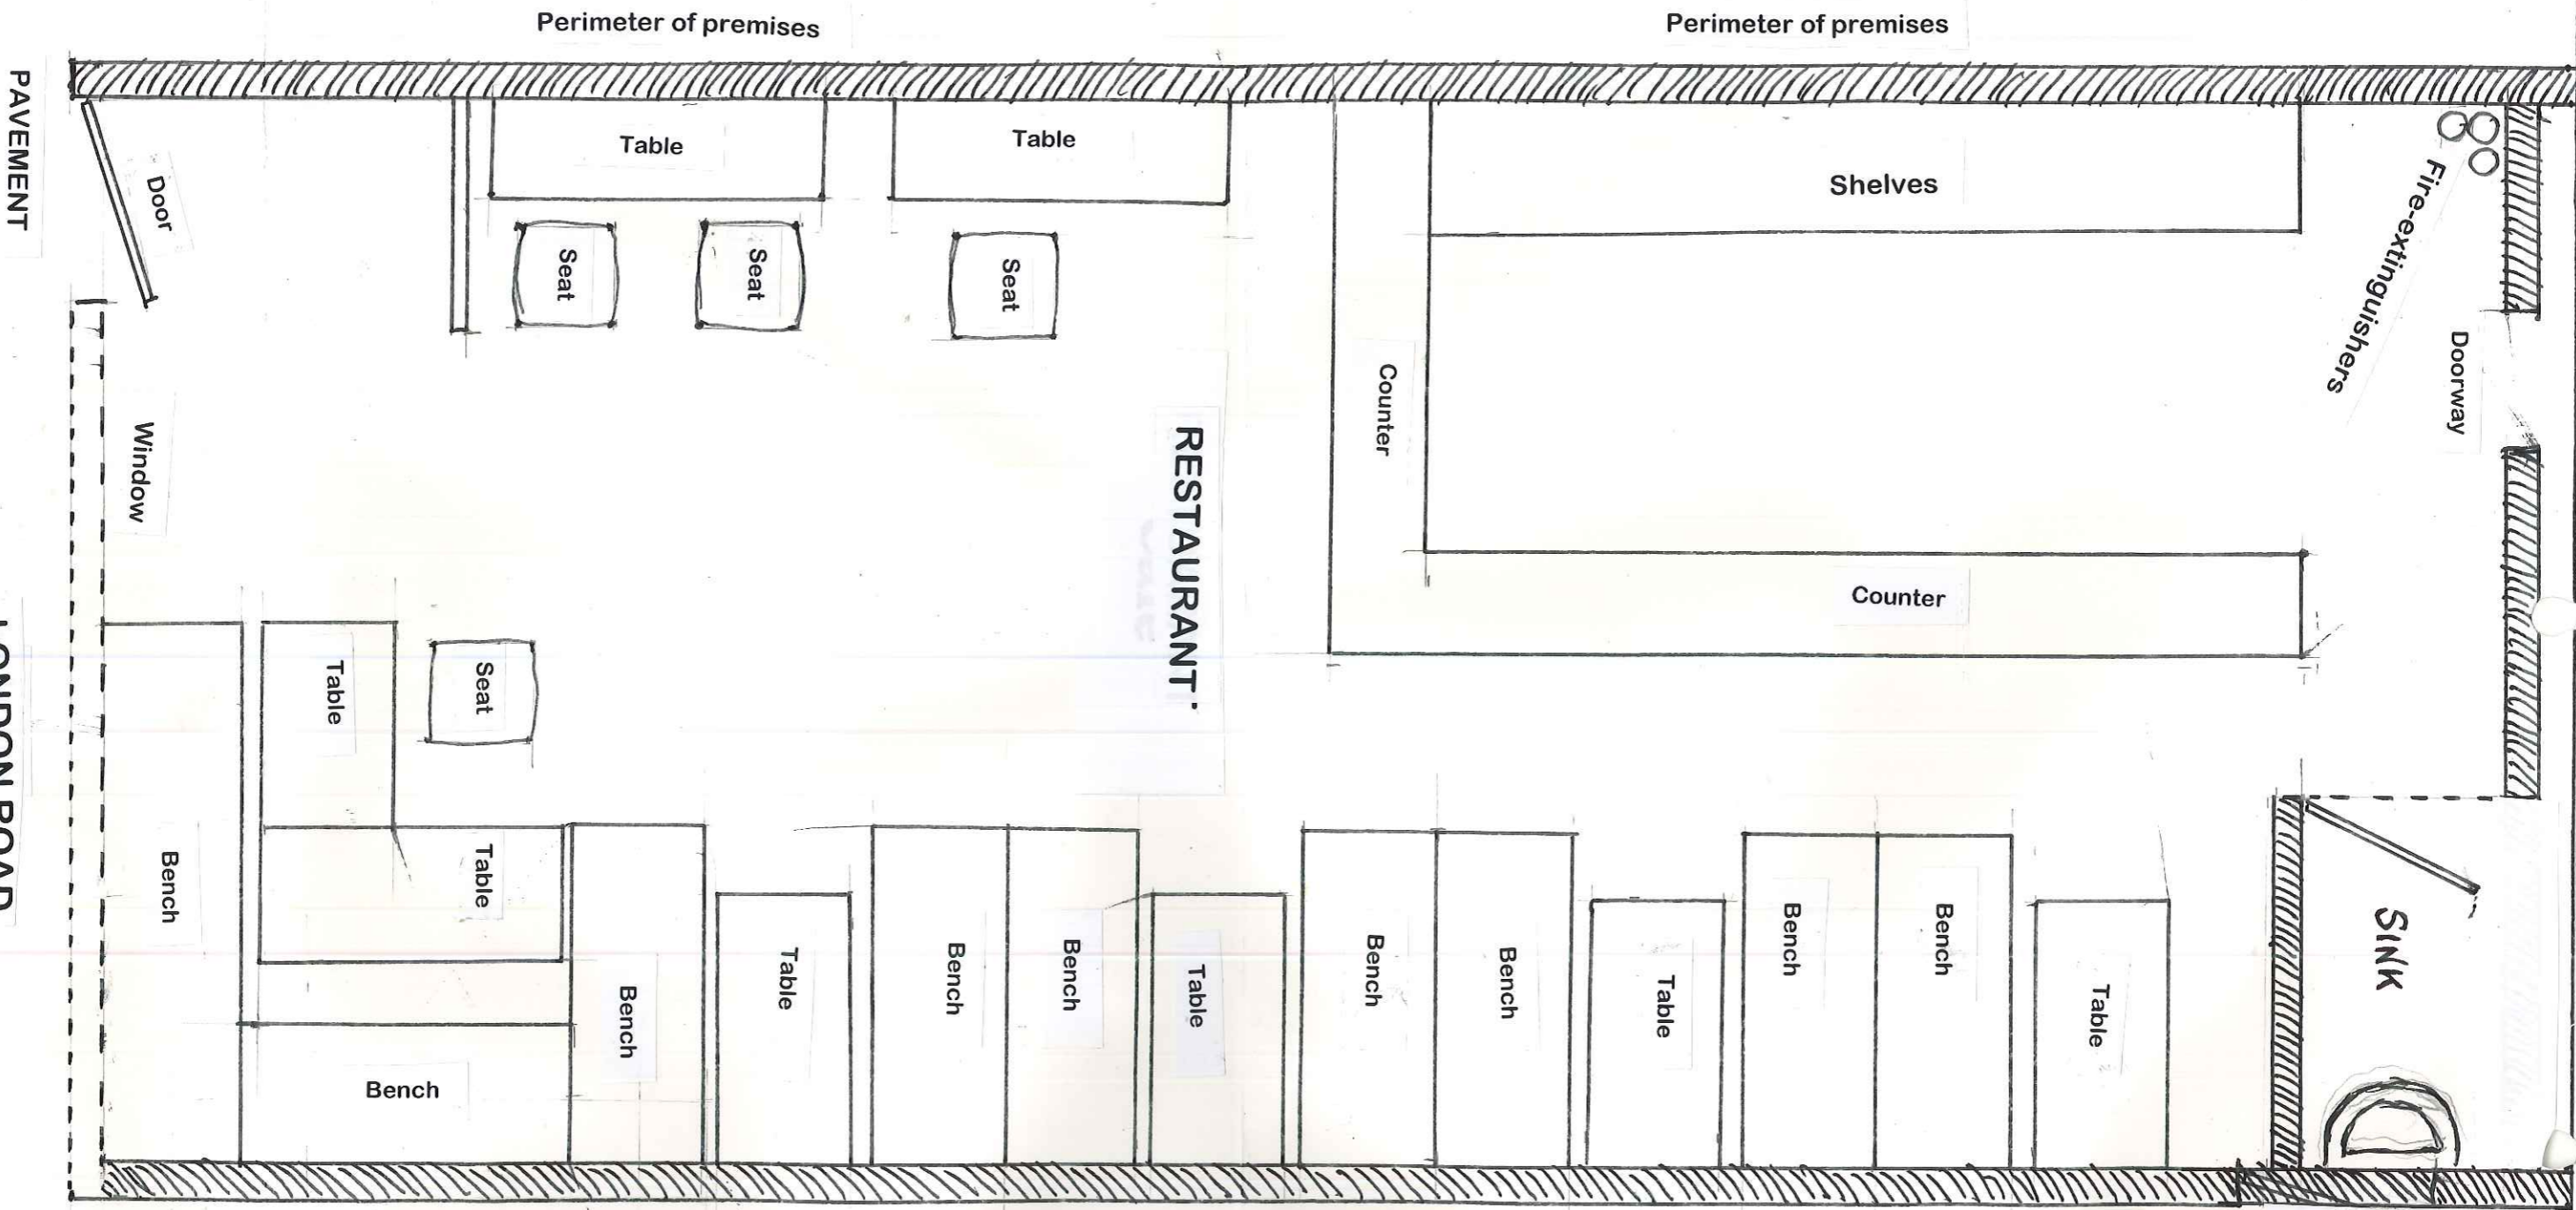 Perimeter of premises
Perimeter of premises
PAVEMENT
Door
Table
Table
Shelves
Fire-extinguishers
Seat
Seat
Seat
Counter
Doorway
Window
RESTAURANT
Counter
Table
Seat
LONDON ROAD
Bench
Table
Bench
Bench
Table
Bench
Bench
Table
Bench
Bench
Table
Bench
Bench
Table
SINK